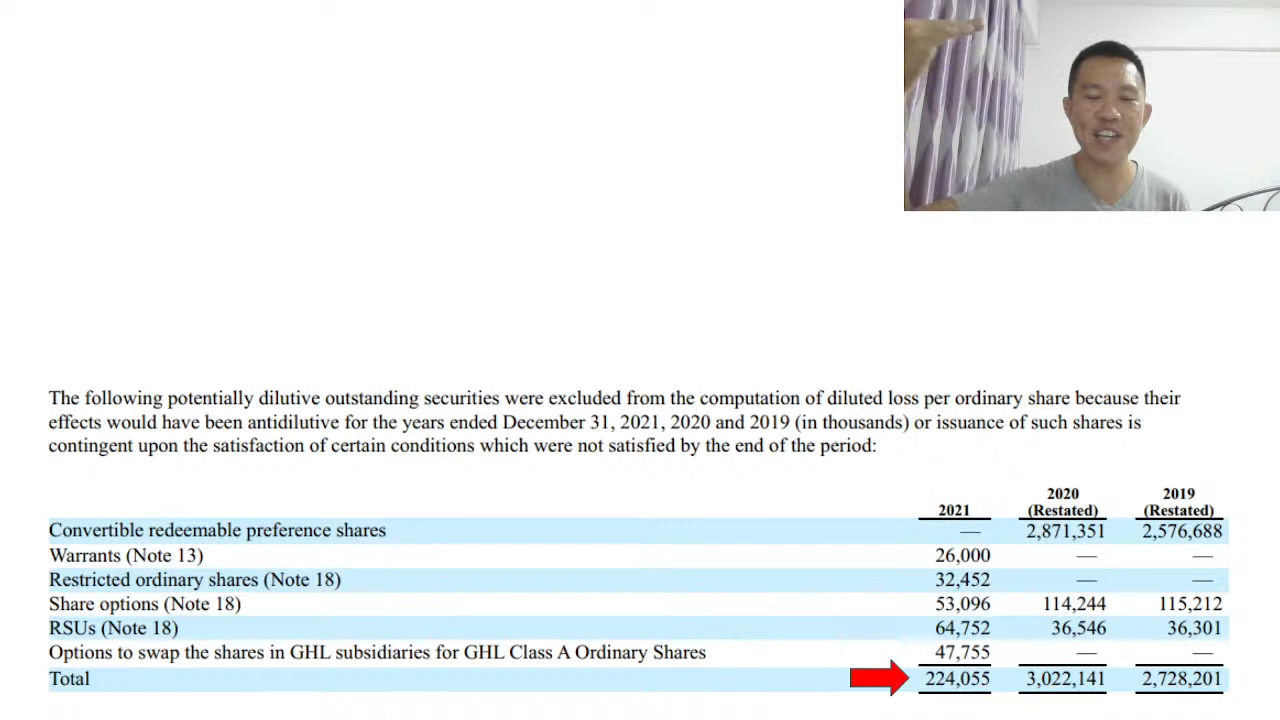 The following potentially dilutive outstanding securities were excluded from the computation of diluted loss per ordinary share because their
effects would have been antidilutive for the years ended December 31, 2021, 2020 and 2019 (in thousands) or issuance of such shares is
contingent upon the satisfaction of certain conditions which were not satisfied by the end of the period:
2020 2019
2021 (Restated) (Restated)
Convertible redeemable preference shares — 2,871,351 2,576,688
Warrants (Note 13) 26,000 — —
Restricted ordinary shares (Note 18) 32,452 — —
Share options (Note 18) 53,096 114,244 115,212
RSUs (Note 18) 64,752 36,546 36,301
Options to swap the shares in GHL subsidiaries for GHL Class A Ordinary Shares 47,755 — —
Total 224,055 3,022,141 2,728,201